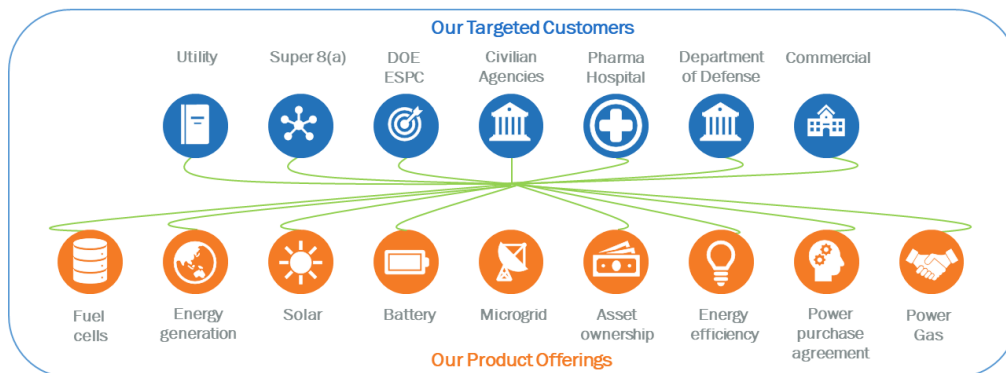 Our Targeted Customers
Utility
Super 8(a)
DOE
ESPC
Civilian
Agencies
Pharma
Hospital
Department
of Defense
Commercial
Fuel
cells
Energy
generation
Solar
Battery
Microgrid
Asset
ownership
Energy
efficiency
Power
purchase
agreement
Power
Gas
Our Product Offerings